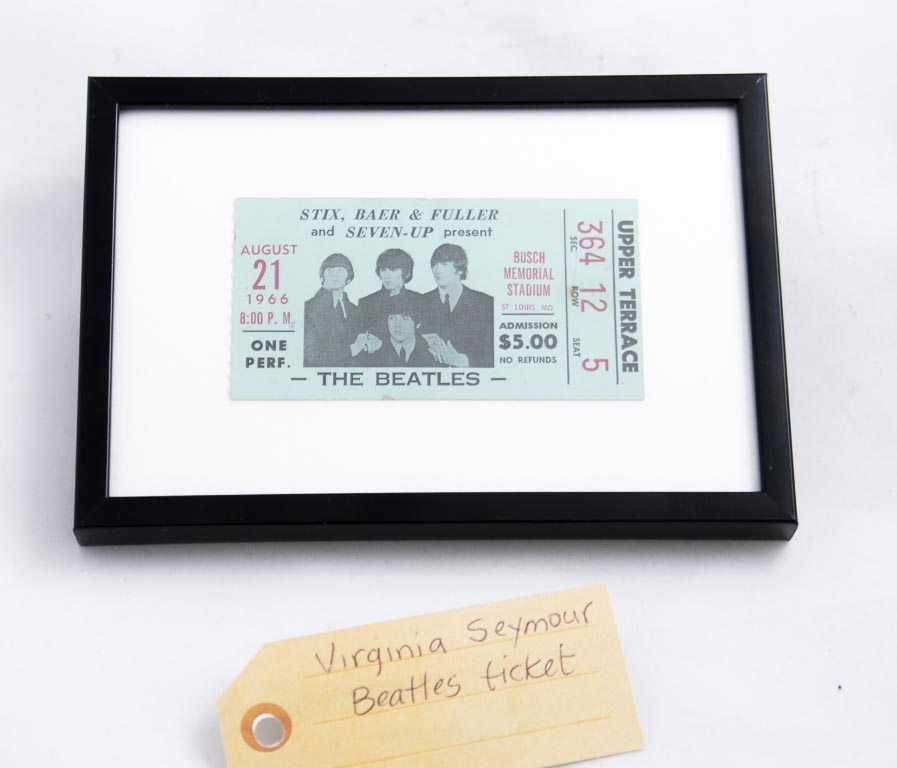 STIX, BAER & FULLER
and SEVEN-UP present
AUGUST
21
1966
8:00 P. M.
ONE
PERF.
BUSCH
MEMORIAL
STADIUM
ST LOUIS MO
ADMISSION
$5.00
NO REFUNDS
— THE BEATLES —
UPPER TERRACE
364 12 5
SEC. ROW SEAT
Virginia Seymour
Beatles ticket